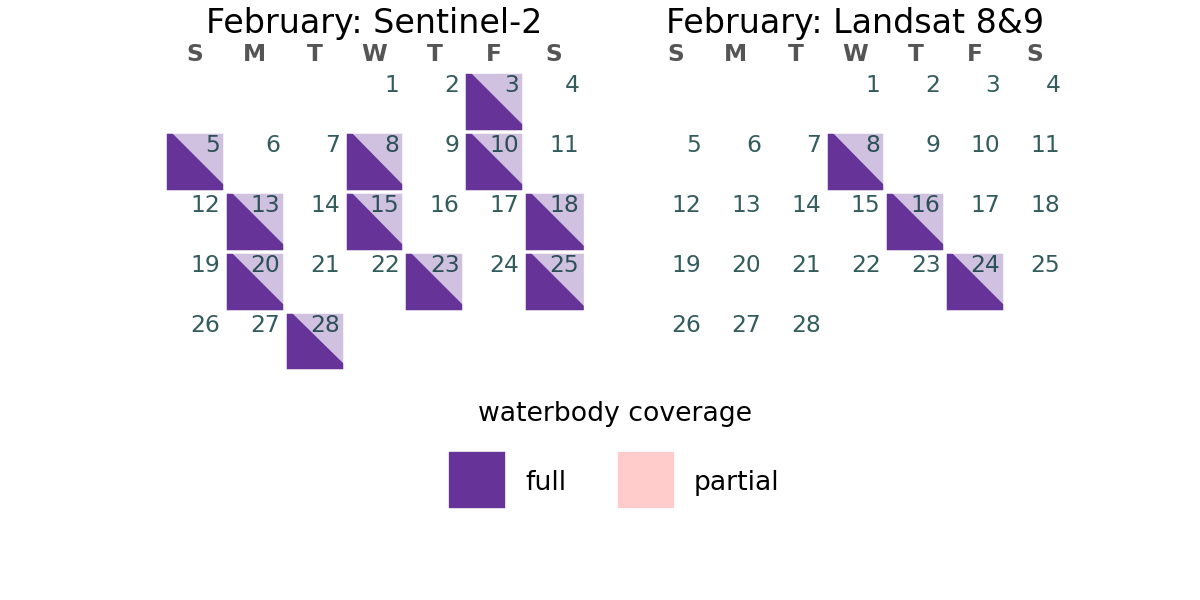 February: Sentinel-2
S M T W T F S
1 2 3 4
5 6 7 8 9 10 11
12 13 14 15 16 17 18
19 20 21 22 23 24 25
26 27 28
February: Landsat 8&9
S M T W T F S
1 2 3 4
5 6 7 8 9 10 11
12 13 14 15 16 17 18
19 20 21 22 23 24 25
26 27 28
waterbody coverage
full partial